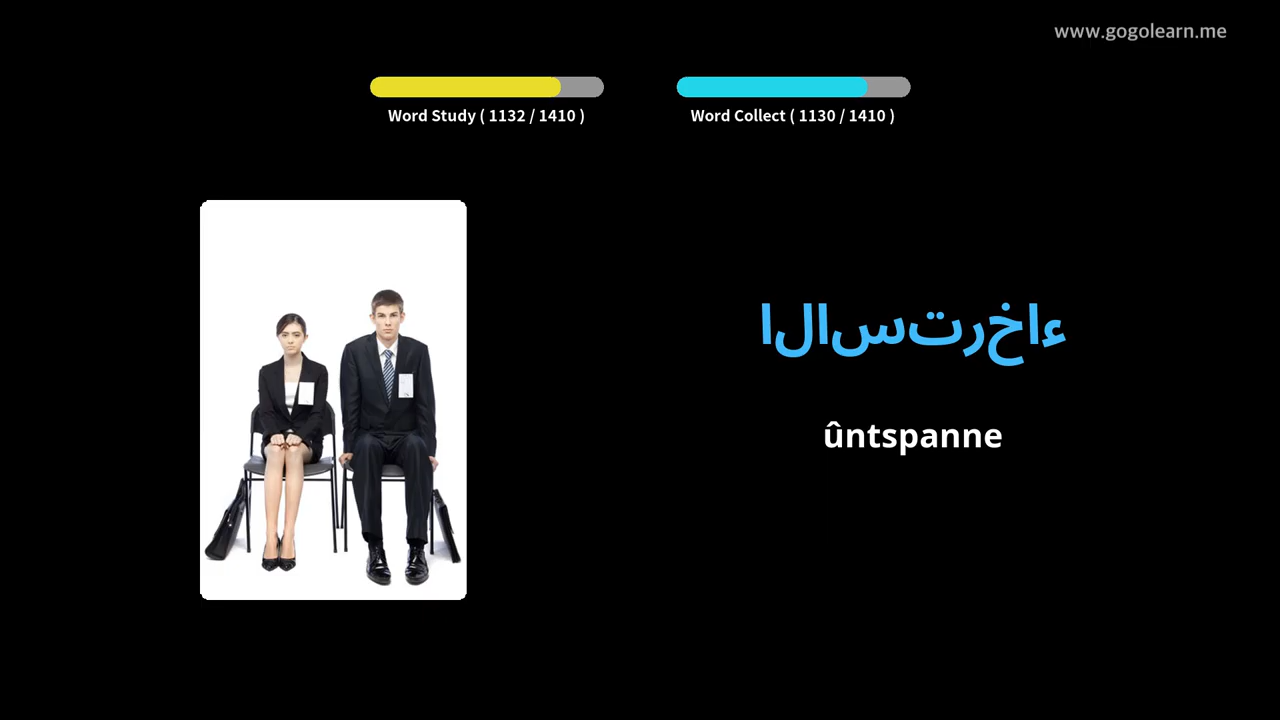 www.gogolearn.me
Word Study ( 1132 / 1410 )
Word Collect ( 1130 / 1410 )
الاسترخاء
ûntspanne